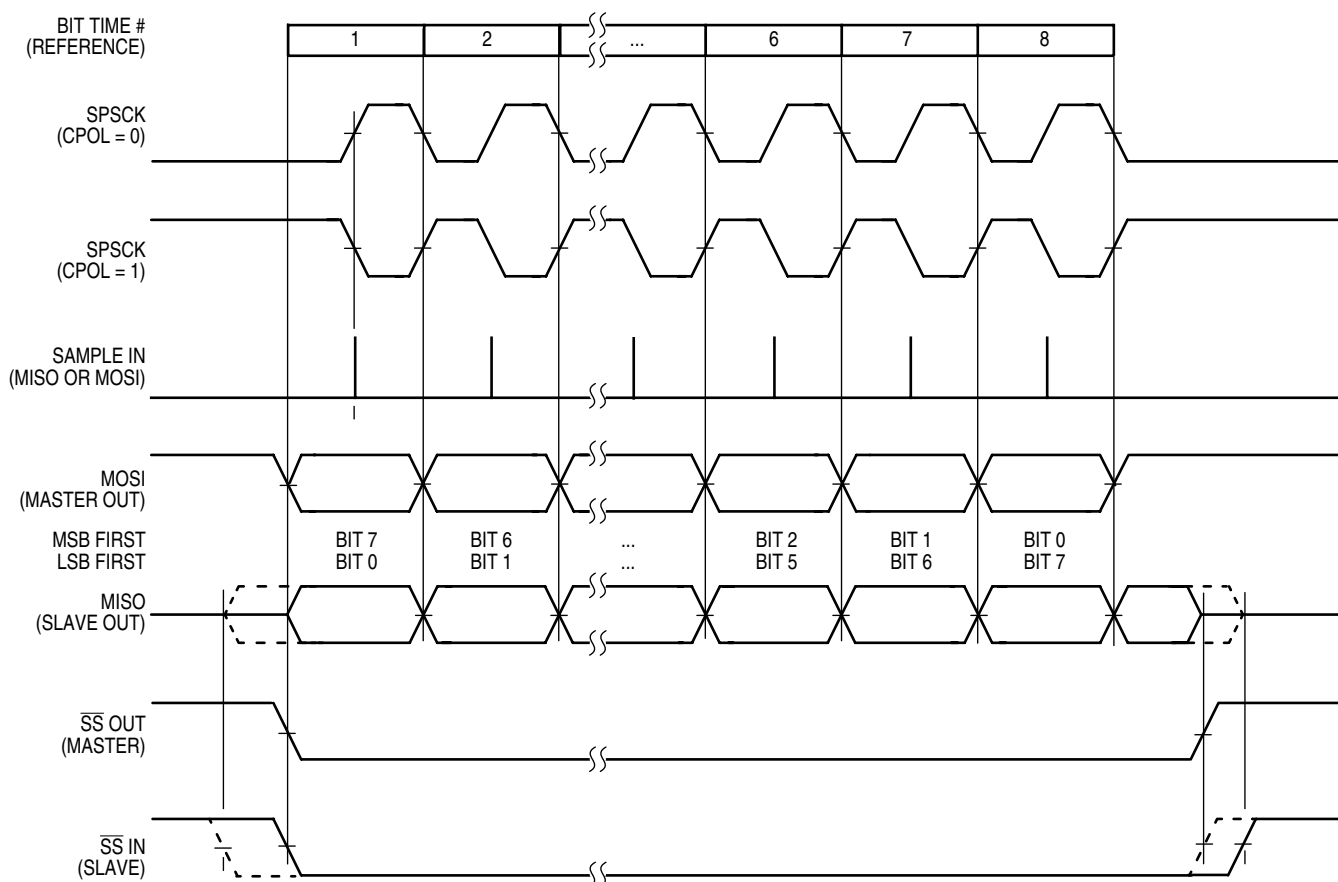 BIT TIME #
(REFERENCE)
1 2 ... 6 7 8
SPSCK
(CPOL = 0)
SPSCK
(CPOL = 1)
SAMPLE IN
(MISO OR MOSI)
MOSI
(MASTER OUT)
MSB FIRST BIT 7 BIT 6 ... BIT 2 BIT 1 BIT 0
LSB FIRST BIT 0 BIT 1 ... BIT 5 BIT 6 BIT 7
MISO
(SLAVE OUT)
S̅S̅ OUT
(MASTER)
S̅S̅ IN
(SLAVE)